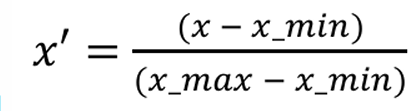 x' = (x − x_min) / (x_max − x_min)